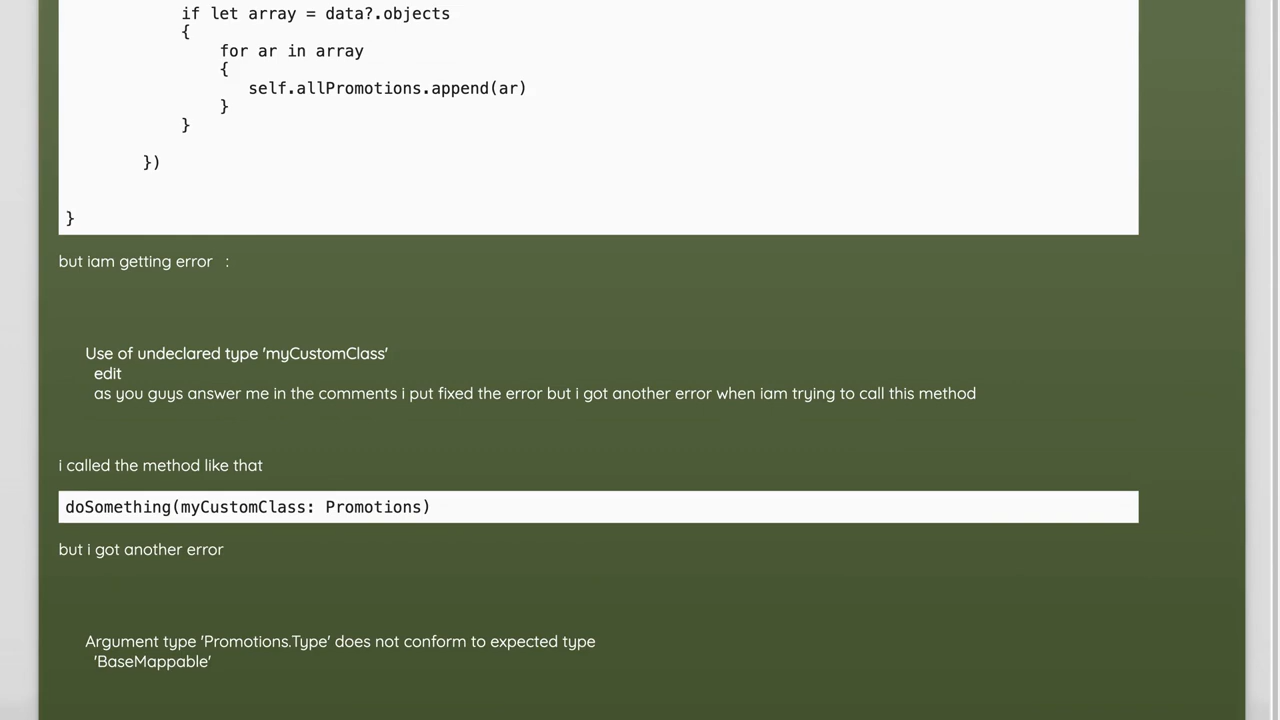 if let array = data?.objects
{
for ar in array
{
self.allPromotions.append(ar)
}
}
})
}
but iam getting error :
Use of undeclared type 'myCustomClass'
edit
as you guys answer me in the comments i put fixed the error but i got another error when iam trying to call this method
i called the method like that
doSomething(myCustomClass: Promotions)
but i got another error
Argument type 'Promotions.Type' does not conform to expected type
'BaseMappable'